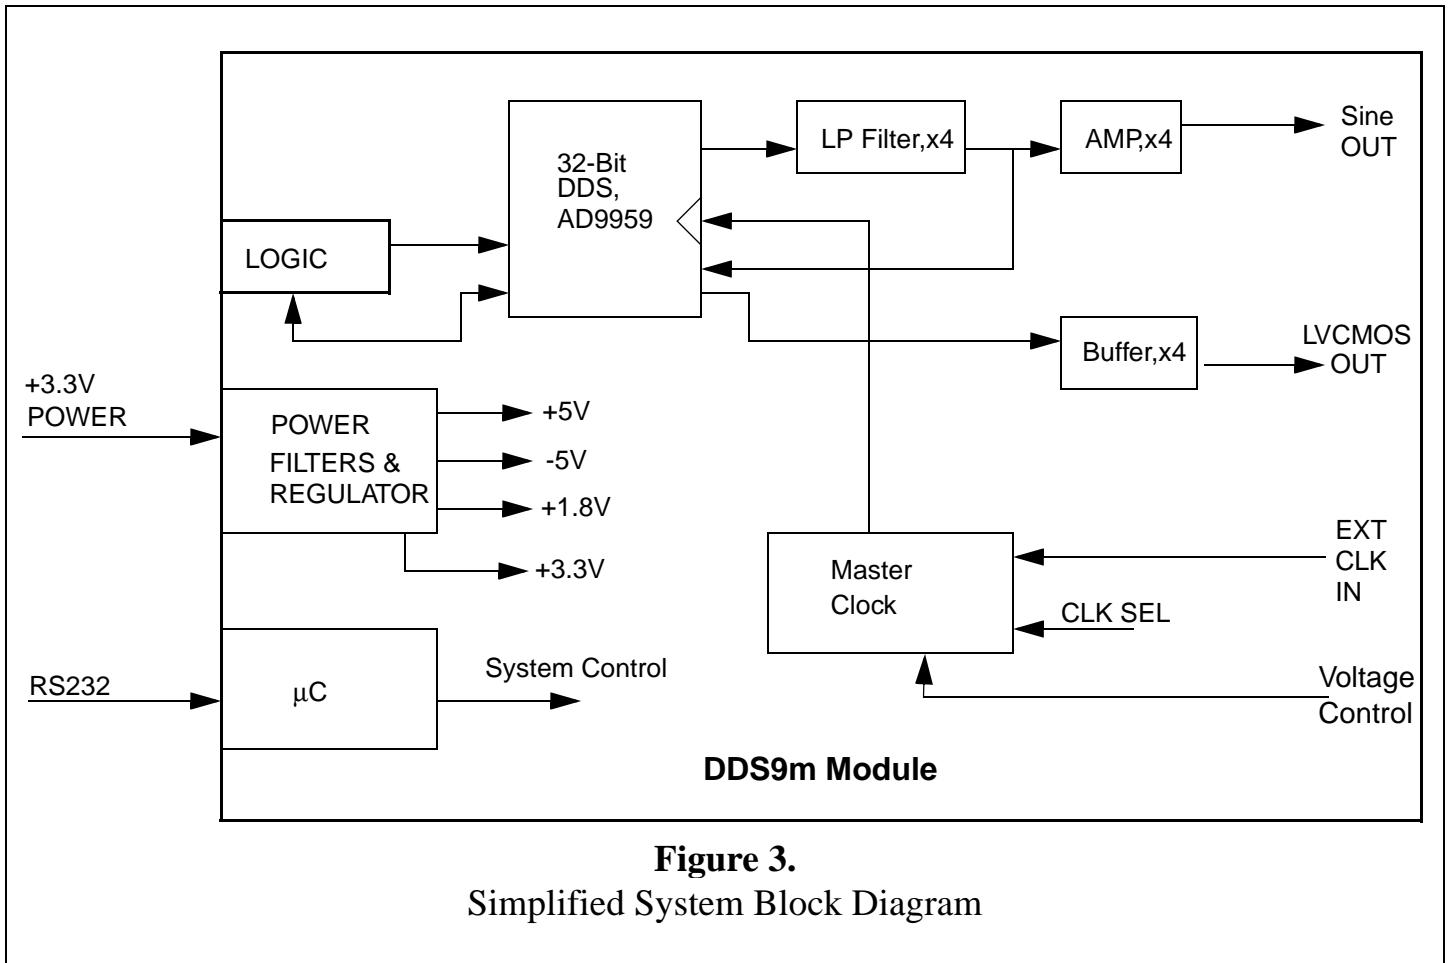 32-Bit
DDS,
AD9959
LP Filter,x4
AMP,x4
Sine
OUT
LOGIC
Buffer,x4
LVCMOS
OUT
+3.3V
POWER
POWER
FILTERS &
REGULATOR
+5V
-5V
+1.8V
+3.3V
Master
Clock
EXT
CLK
IN
CLK SEL
Voltage
Control
RS232
µC
System Control
DDS9m Module
Figure 3.
Simplified System Block Diagram